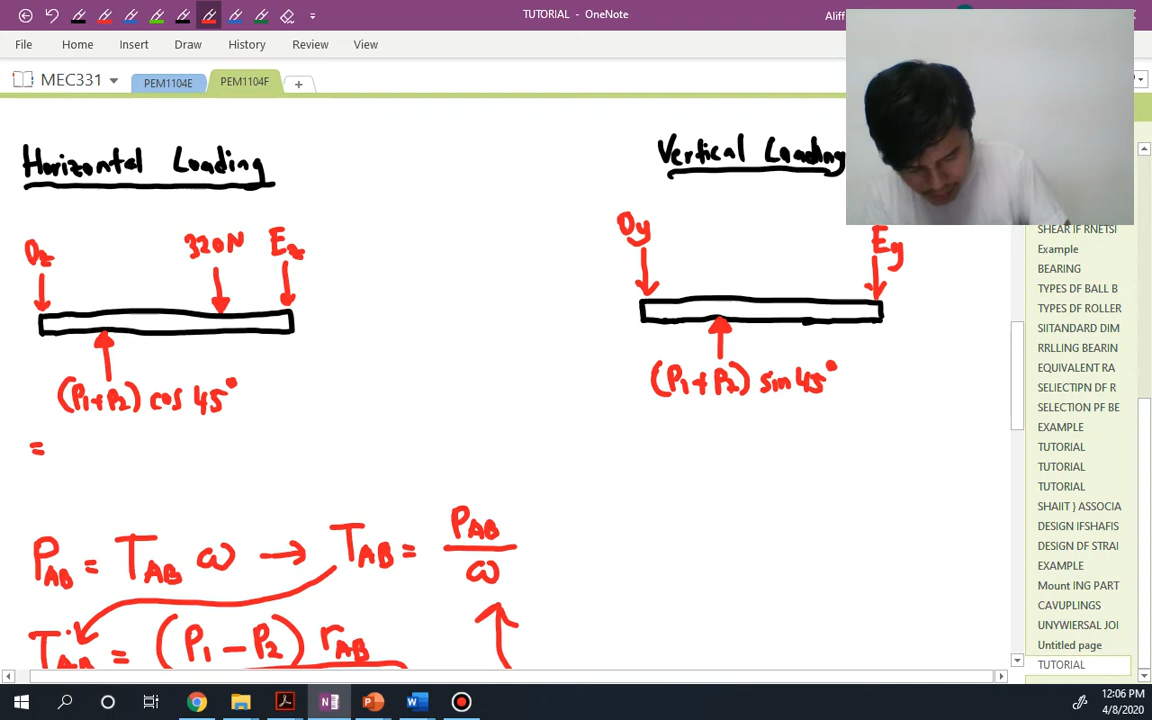 TUTORIAL - OneNote
Aliff
File Home Insert Draw History Review View
MEC331 PEM1104E PEM1104F
Horizontal Loading
Vertical Loading
Dz 320N Ez
Dy Ey
(P1+P2) cos 45°
(P1+P2) sin 45°
=
PAB = TAB ω → TAB = PAB / ω
TAB = (P1 - P2) rAB
SHEAR IF RNETSI
Example
BEARING
TYPES DF BALL B
TYPES DF ROLLER
SIITANDARD DIM
RRLLING BEARIN
EQUIVALENT RA
SELIECTIPN DF R
SELECTION PF BE
EXAMPLE
TUTORIAL
TUTORIAL
TUTORIAL
SHAIIT } ASSOCIA
DESIGN IFSHAFIS
DESIGN DF STRAI
EXAMPLE
Mount ING PART
CAVUPLINGS
UNYWIERSAL JOI
Untitled page
TUTORIAL
12:06 PM
4/8/2020